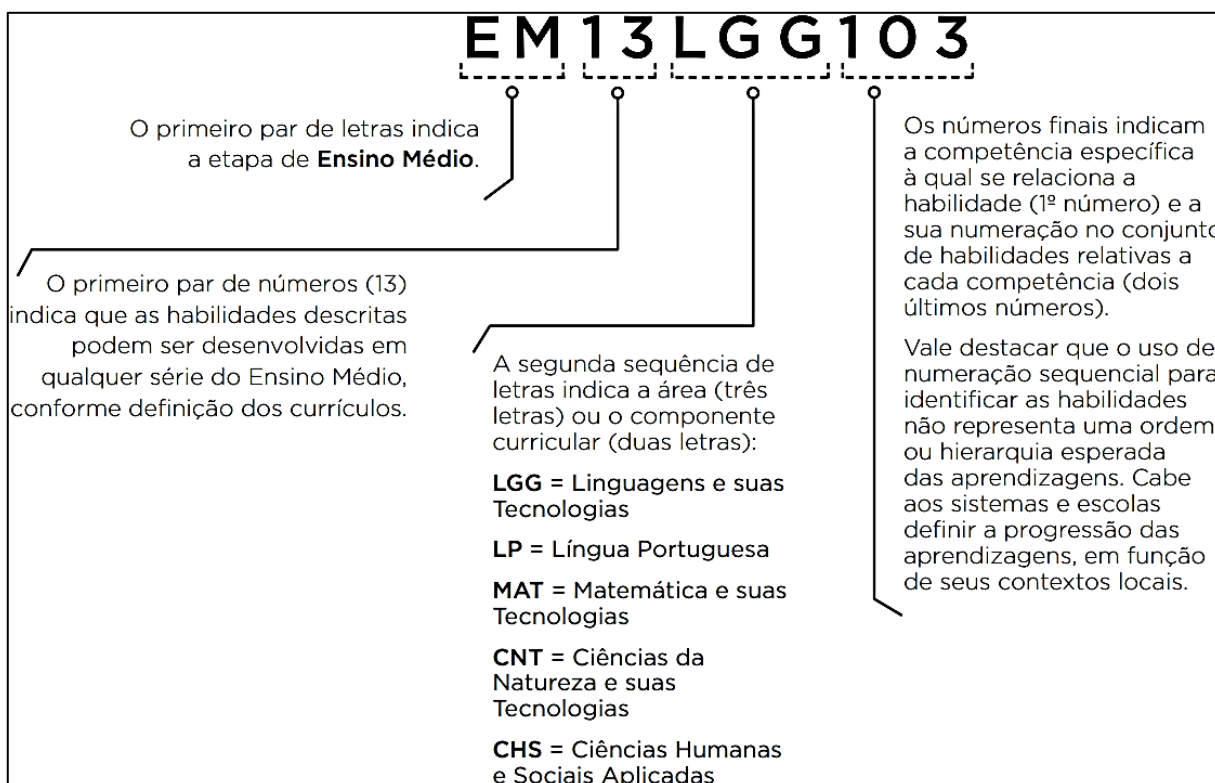 EM13LGG103
O primeiro par de letras indica
a etapa de Ensino Médio.
O primeiro par de números (13)
indica que as habilidades descritas
podem ser desenvolvidas em
qualquer série do Ensino Médio,
conforme definição dos currículos.
A segunda sequência de
letras indica a área (três
letras) ou o componente
curricular (duas letras):
LGG = Linguagens e suas
Tecnologias
LP = Língua Portuguesa
MAT = Matemática e suas
Tecnologias
CNT = Ciências da
Natureza e suas
Tecnologias
CHS = Ciências Humanas
e Sociais Aplicadas
Os números finais indicam
a competência específica
à qual se relaciona a
habilidade (1º número) e a
sua numeração no conjunto
de habilidades relativas a
cada competência (dois
últimos números).
Vale destacar que o uso de
numeração sequencial para
identificar as habilidades
não representa uma ordem
ou hierarquia esperada
das aprendizagens. Cabe
aos sistemas e escolas
definir a progressão das
aprendizagens, em função
de seus contextos locais.